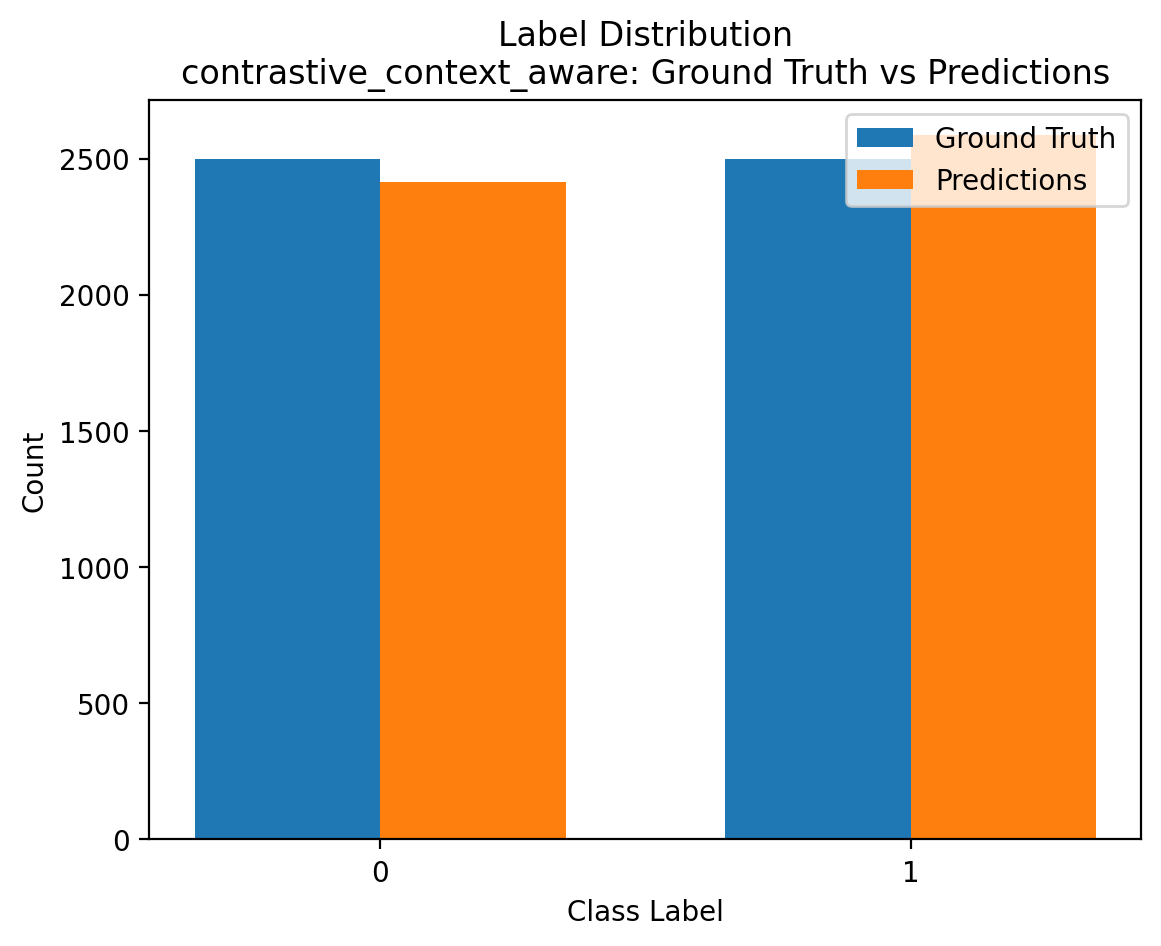 Label Distribution
contrastive_context_aware: Ground Truth vs Predictions
Ground Truth
Predictions
2500
2000
1500
1000
500
0
Count
0 1
Class Label